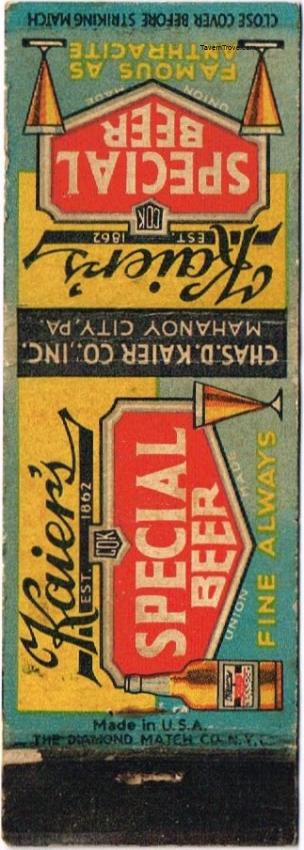 CLOSE COVER BEFORE STRIKING MATCH
TavernTrove.com
FAMOUS AS
ANTHRACITE
UNION MADE
SPECIAL
BEER
CDK
EST. 1862
Kaier's
CHAS. D. KAIER CO., INC.
MAHANOY CITY, PA.
Kaier's
EST. 1862
CDK
SPECIAL
BEER
UNION MADE
FINE ALWAYS
Made in U.S.A.
THE DIAMOND MATCH CO. N.Y.C.